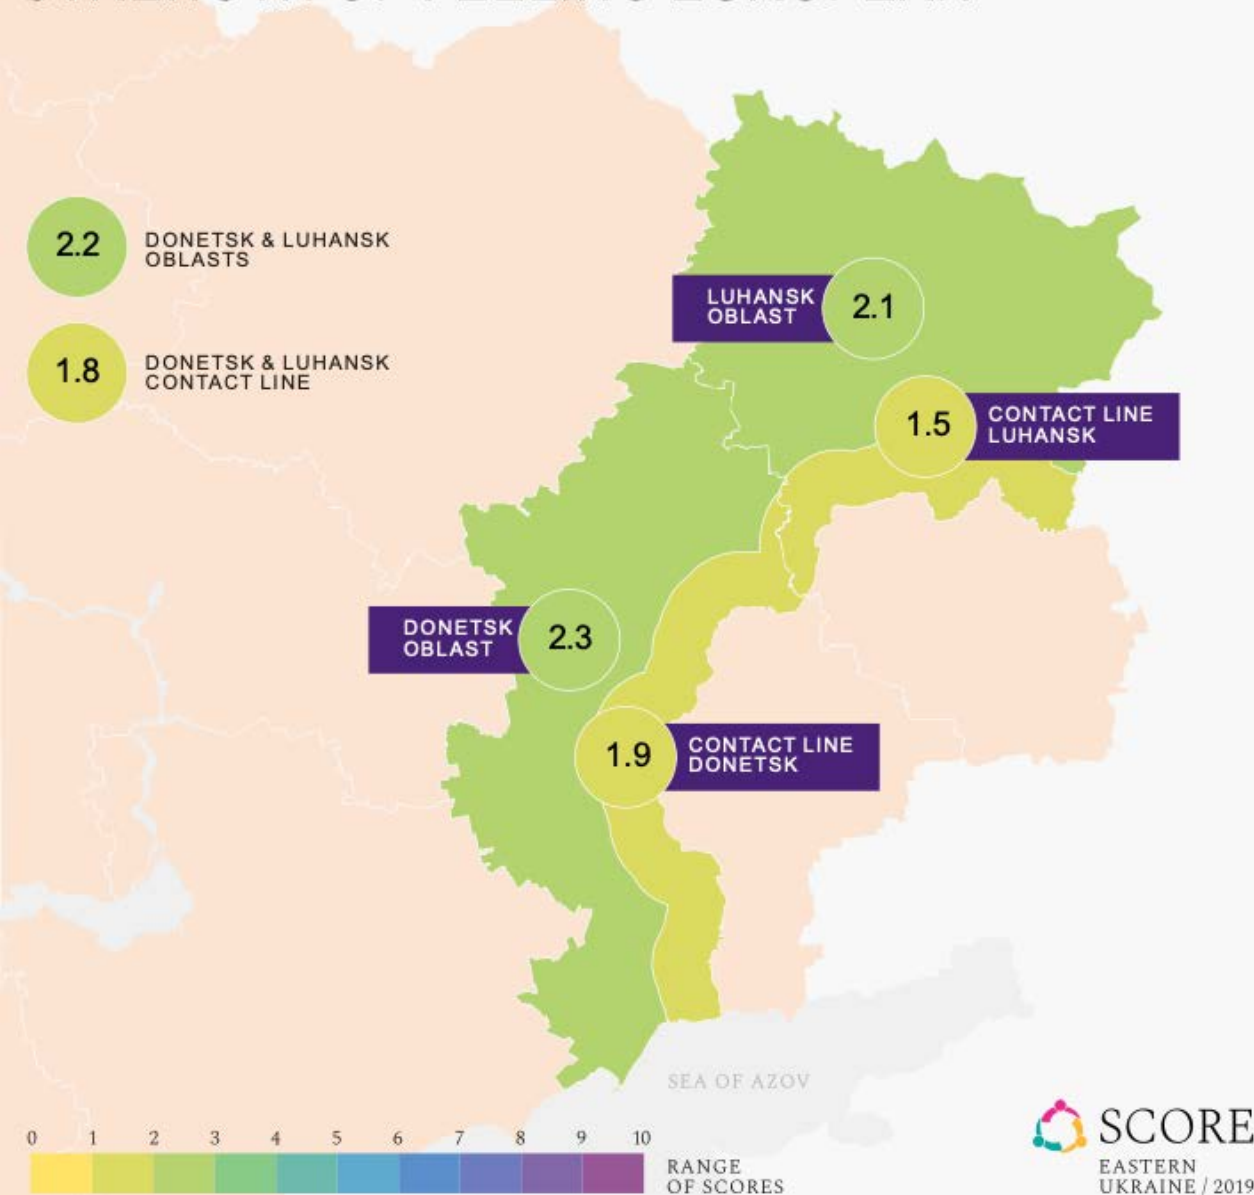 2.2
DONETSK & LUHANSK
OBLASTS
1.8
DONETSK & LUHANSK
CONTACT LINE
LUHANSK
OBLAST
2.1
1.5
CONTACT LINE
LUHANSK
DONETSK
OBLAST
2.3
1.9
CONTACT LINE
DONETSK
SEA OF AZOV
0 1 2 3 4 5 6 7 8 9 10
RANGE
OF SCORES
SCORE
EASTERN
UKRAINE / 2019